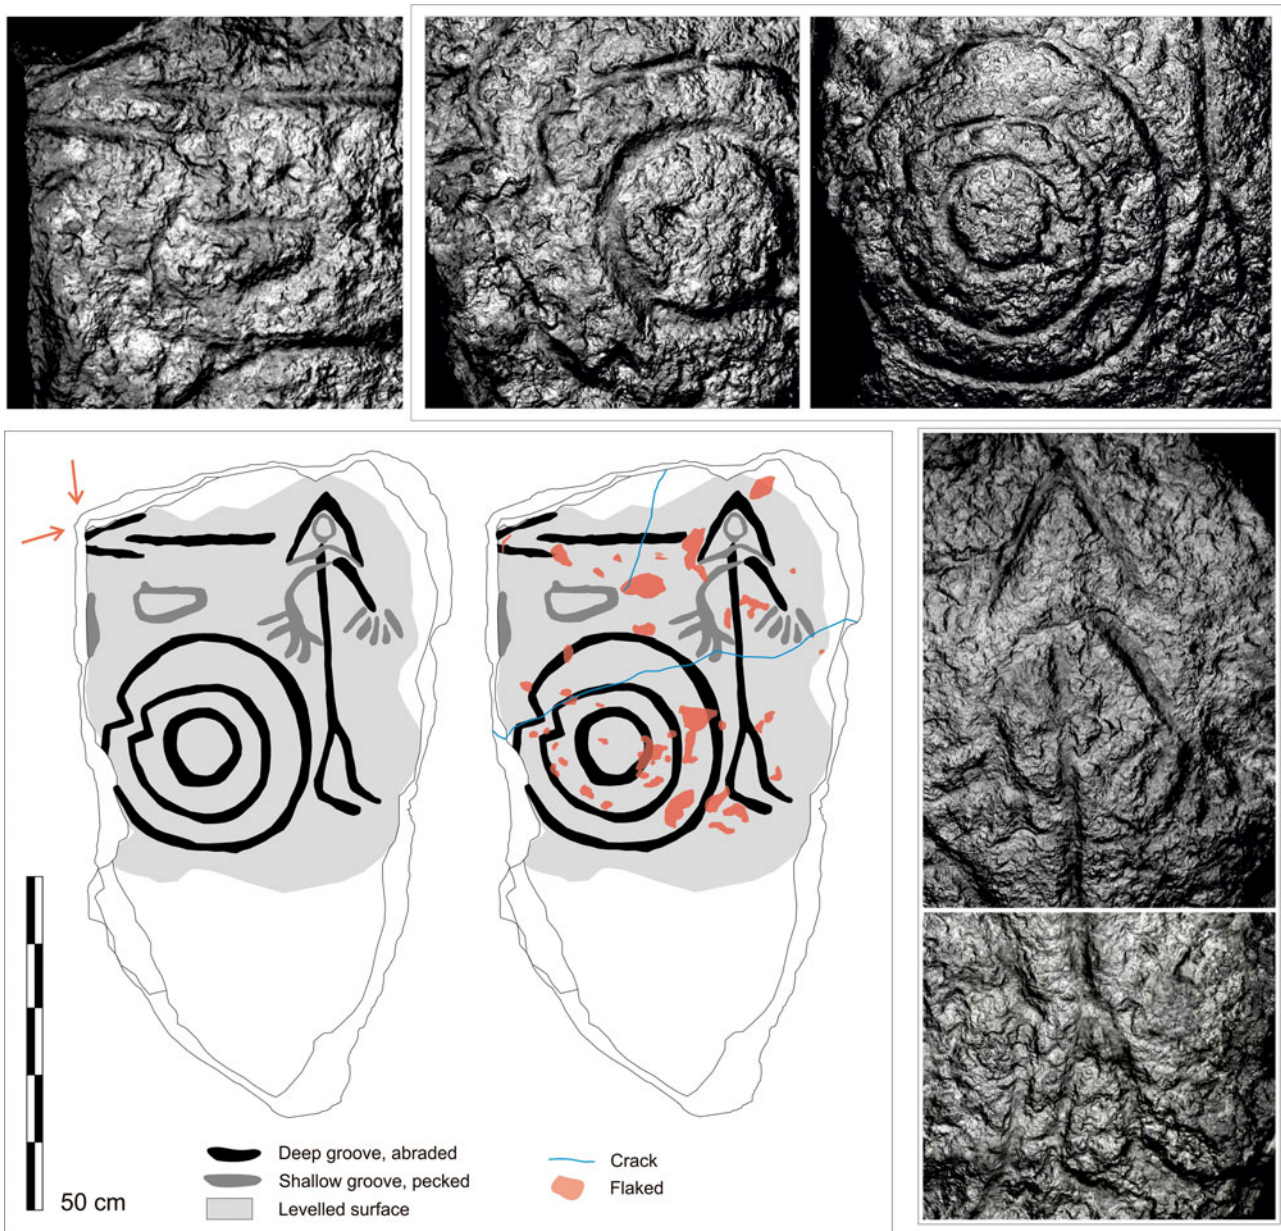 Deep groove, abraded
Shallow groove, pecked
Levelled surface
Crack
Flaked
50 cm